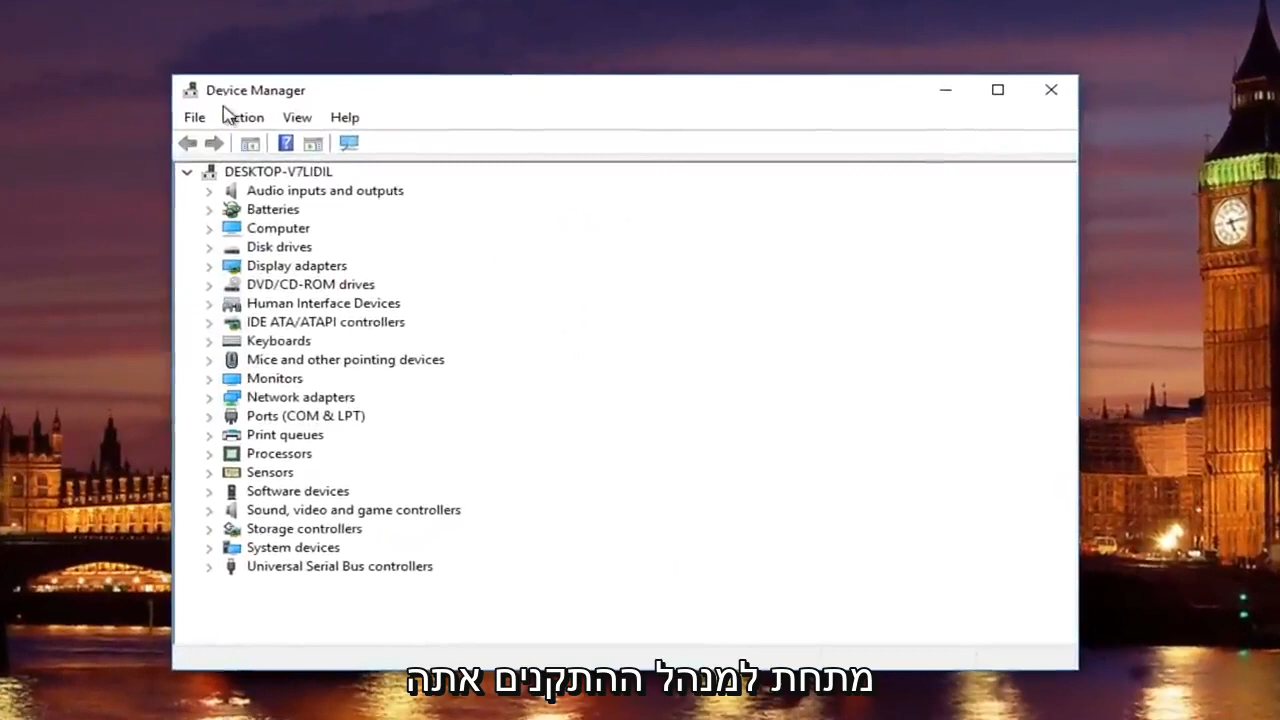 Device Manager
File Action View Help
DESKTOP-V7LIDIL
Audio inputs and outputs
Batteries
Computer
Disk drives
Display adapters
DVD/CD-ROM drives
Human Interface Devices
IDE ATA/ATAPI controllers
Keyboards
Mice and other pointing devices
Monitors
Network adapters
Ports (COM & LPT)
Print queues
Processors
Sensors
Software devices
Sound, video and game controllers
Storage controllers
System devices
Universal Serial Bus controllers
מתחת למנהל ההתקנים אתה